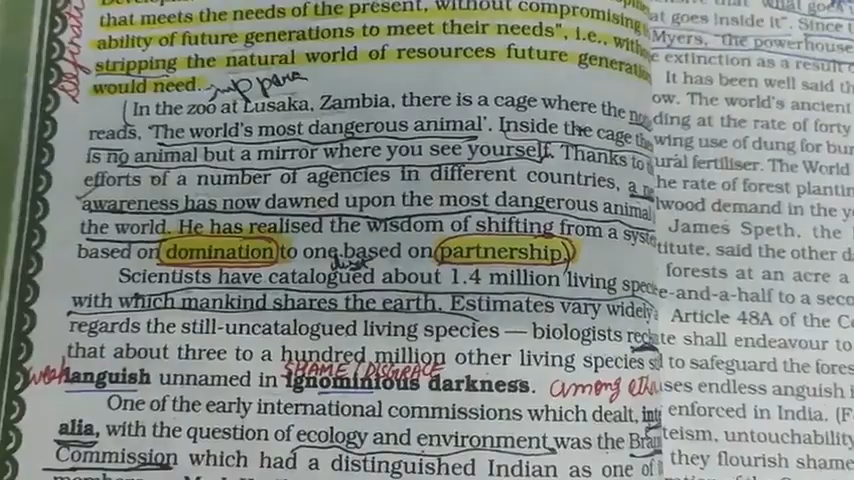 that meets the needs of the present, without compromising
ability of future generations to meet their needs", i.e., with
stripping the natural world of resources future generation
would need.
In the zoo at Lusaka, Zambia, there is a cage where the no
reads, 'The world's most dangerous animal'. Inside the cage the
is no animal but a mirror where you see yourself. Thanks to
efforts of a number of agencies in different countries, a ne
awareness has now dawned upon the most dangerous animal
the world. He has realised the wisdom of shifting from a syste
based on domination to one based on partnership.
Scientists have catalogued about 1.4 million living specie
with which mankind shares the earth. Estimates vary widely
regards the still-uncatalogued living species — biologists reck
that about three to a hundred million other living species
SHAME/DISGRACE
languish unnamed in ignominious darkness.
One of the early international commissions which dealt, int
alia, with the question of ecology and environment was the Bran
Commission which had a distinguished Indian as one of
at goes inside it". Since
Myers, "the powerhouse
e extinction as a result o
It has been well said th
ow. The world's ancient
ding at the rate of forty
wing use of dung for bur
ural fertiliser. The World
he rate of forest plantin
lwood demand in the y
James Speth, the
titute, said the other d
forests at an acre a
e-and-a-half to a seco
Article 48A of the Co
te shall endeavour to
to safeguard the fores
uses endless anguish i
enforced in India. (F
teism, untouchability
they flourish shame